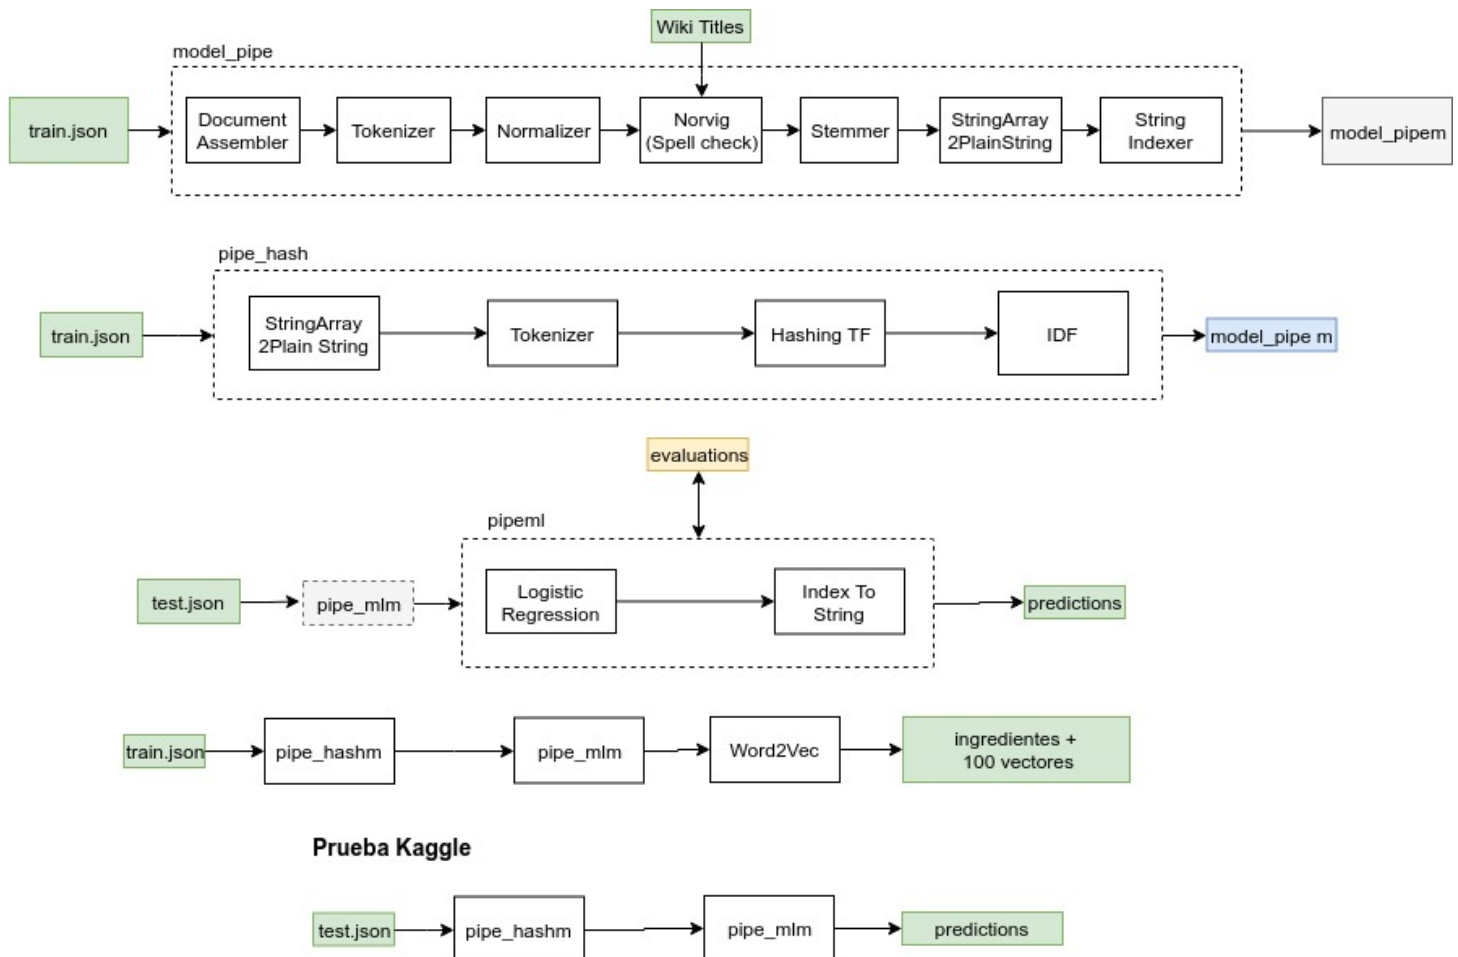 Wiki Titles
model_pipe
train.json
Document
Assembler
Tokenizer
Normalizer
Norvig
(Spell check)
Stemmer
StringArray
2PlainString
String
Indexer
model_pipem
pipe_hash
train.json
StringArray
2Plain String
Tokenizer
Hashing TF
IDF
model_pipe m
evaluations
pipeml
test.json
pipe_mlm
Logistic
Regression
Index To
String
predictions
train.json
pipe_hashm
pipe_mlm
Word2Vec
ingredientes +
100 vectores
Prueba Kaggle
test.json
pipe_hashm
pipe_mlm
predictions